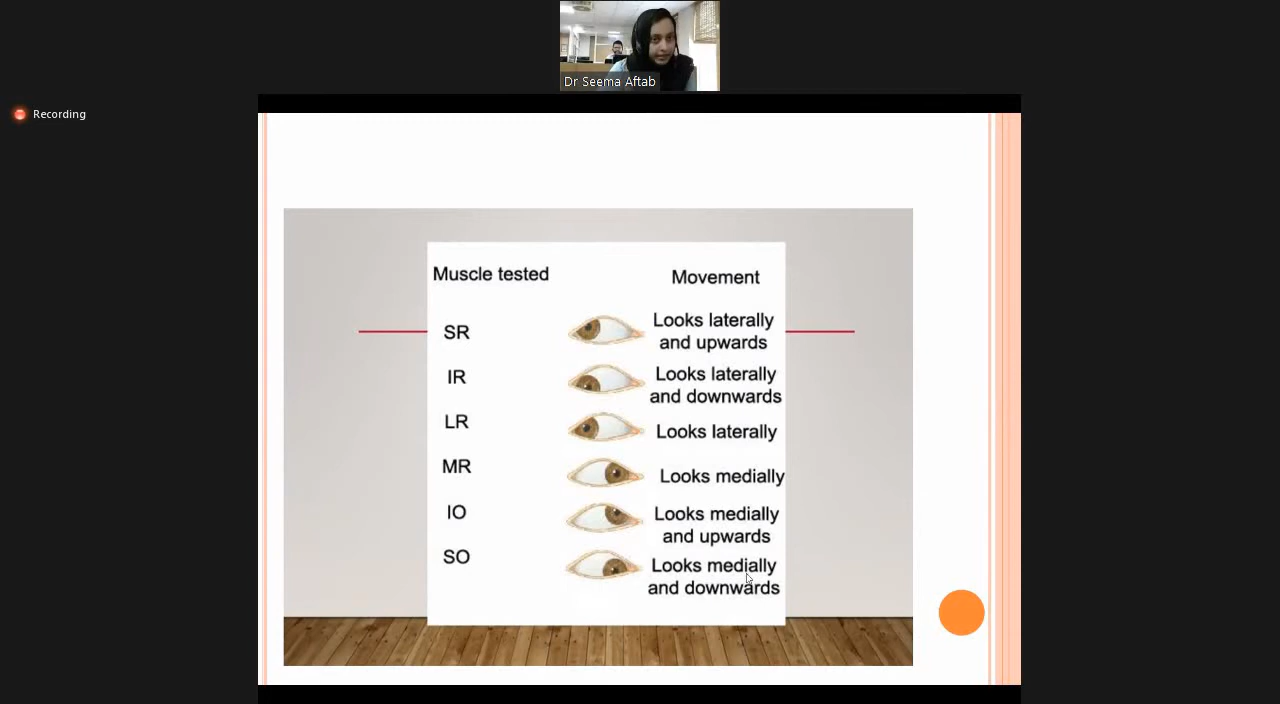 Dr Seema Aftab
Recording
Muscle tested
Movement
SR
Looks laterally
and upwards
IR
Looks laterally
and downwards
LR
Looks laterally
MR
Looks medially
IO
Looks medially
and upwards
SO
Looks medially
and downwards